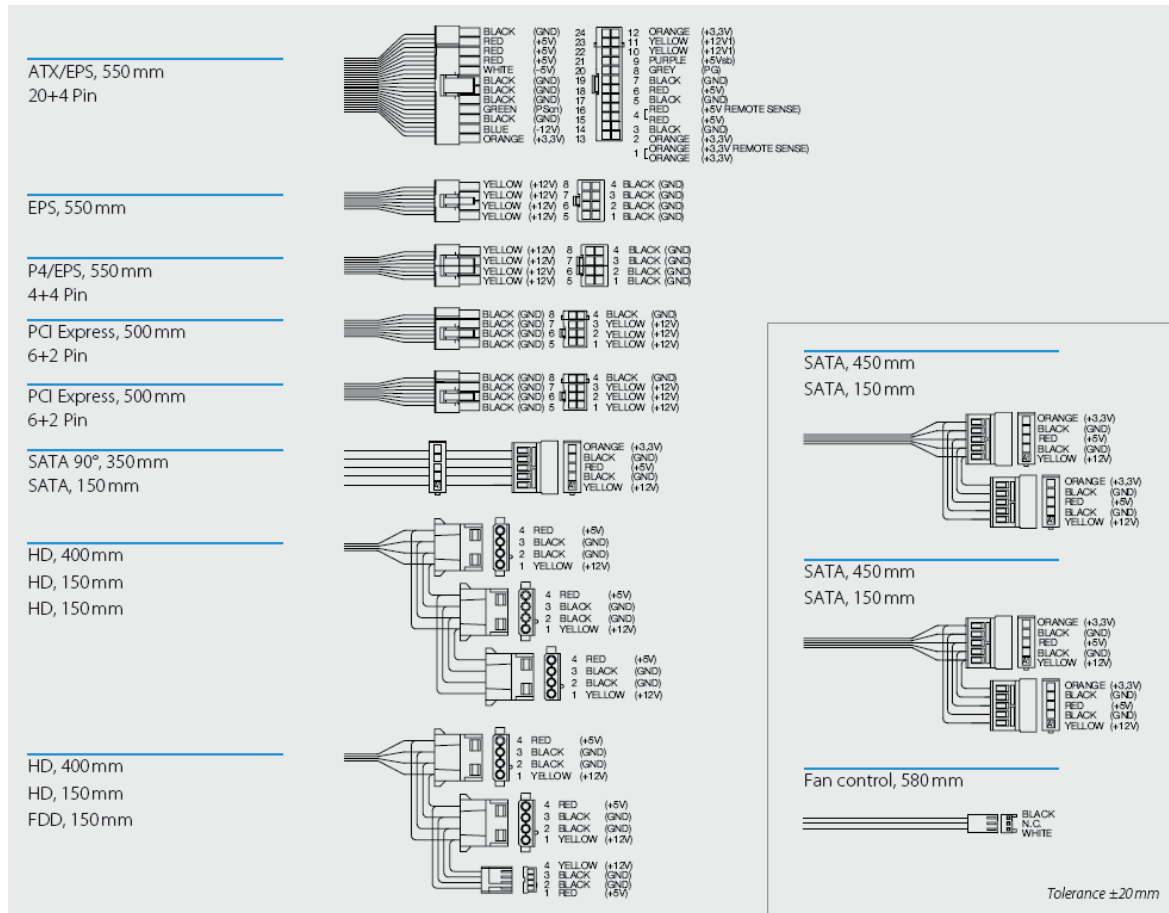 ATX/EPS, 550 mm
20+4 Pin
BLACK (GND) 24
RED (+5V) 23
RED (+5V) 22
RED (+5V) 21
WHITE (-5V) 20
BLACK (GND) 19
BLACK (GND) 18
BLACK (GND) 17
GREEN (PSon) 16
BLACK (GND) 15
BLUE (-12V) 14
ORANGE (+3,3V) 13
12 ORANGE (+3,3V)
11 YELLOW (+12V1)
10 YELLOW (+12V1)
9 PURPLE (+5Vsb)
8 GREY (PG)
7 BLACK (GND)
6 RED (+5V)
5 BLACK (GND)
4 RED (+5V REMOTE SENSE)
RED (+5V)
3 BLACK (GND)
2 ORANGE (+3,3V)
1 ORANGE (+3,3V REMOTE SENSE)
ORANGE (+3,3V)
EPS, 550 mm
YELLOW (+12V) 8 4 BLACK (GND)
YELLOW (+12V) 7 3 BLACK (GND)
YELLOW (+12V) 6 2 BLACK (GND)
YELLOW (+12V) 5 1 BLACK (GND)
P4/EPS, 550 mm
4+4 Pin
YELLOW (+12V) 8 4 BLACK (GND)
YELLOW (+12V) 7 3 BLACK (GND)
YELLOW (+12V) 6 2 BLACK (GND)
YELLOW (+12V) 5 1 BLACK (GND)
PCI Express, 500 mm
6+2 Pin
BLACK (GND) 8 4 BLACK (GND)
BLACK (GND) 7 3 YELLOW (+12V)
BLACK (GND) 6 2 YELLOW (+12V)
BLACK (GND) 5 1 YELLOW (+12V)
PCI Express, 500 mm
6+2 Pin
BLACK (GND) 8 4 BLACK (GND)
BLACK (GND) 7 3 YELLOW (+12V)
BLACK (GND) 6 2 YELLOW (+12V)
BLACK (GND) 5 1 YELLOW (+12V)
SATA 90°, 350 mm
SATA, 150 mm
ORANGE (+3,3V)
BLACK (GND)
RED (+5V)
BLACK (GND)
YELLOW (+12V)
HD, 400 mm
HD, 150 mm
HD, 150 mm
4 RED (+5V)
3 BLACK (GND)
2 BLACK (GND)
1 YELLOW (+12V)
4 RED (+5V)
3 BLACK (GND)
2 BLACK (GND)
1 YELLOW (+12V)
4 RED (+5V)
3 BLACK (GND)
2 BLACK (GND)
1 YELLOW (+12V)
HD, 400 mm
HD, 150 mm
FDD, 150 mm
4 RED (+5V)
3 BLACK (GND)
2 BLACK (GND)
1 YELLOW (+12V)
4 RED (+5V)
3 BLACK (GND)
2 BLACK (GND)
1 YELLOW (+12V)
4 YELLOW (+12V)
3 BLACK (GND)
2 BLACK (GND)
1 RED (+5V)
SATA, 450 mm
SATA, 150 mm
ORANGE (+3,3V)
BLACK (GND)
RED (+5V)
BLACK (GND)
YELLOW (+12V)
ORANGE (+3,3V)
BLACK (GND)
RED (+5V)
BLACK (GND)
YELLOW (+12V)
SATA, 450 mm
SATA, 150 mm
ORANGE (+3,3V)
BLACK (GND)
RED (+5V)
BLACK (GND)
YELLOW (+12V)
ORANGE (+3,3V)
BLACK (GND)
RED (+5V)
BLACK (GND)
YELLOW (+12V)
Fan control, 580 mm
BLACK
N.C.
WHITE
Tolerance ±20 mm